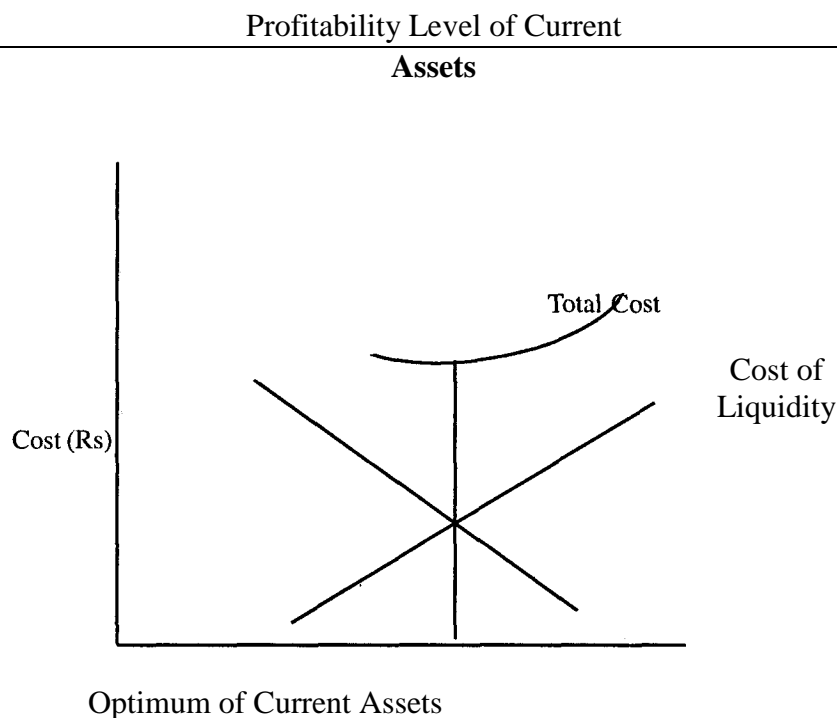 Profitability Level of Current
Assets
Total Cost
Cost of
Liquidity
Cost (Rs)
Optimum of Current Assets